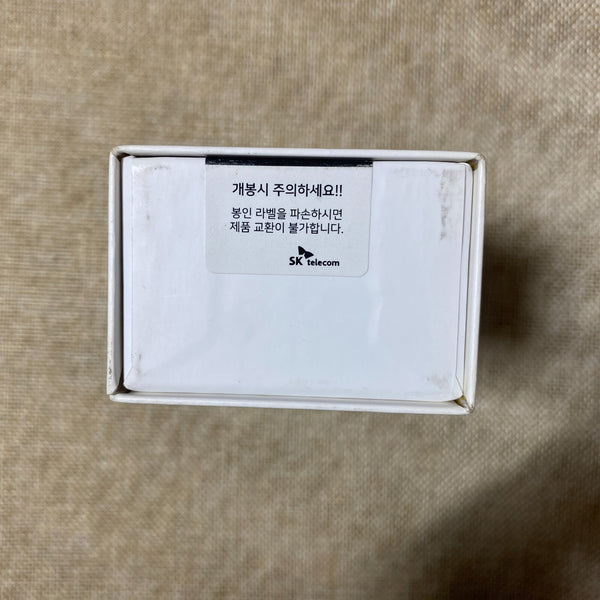 개봉시 주의하세요!!
봉인 라벨을 파손하시면
제품 교환이 불가합니다.
SK telecom